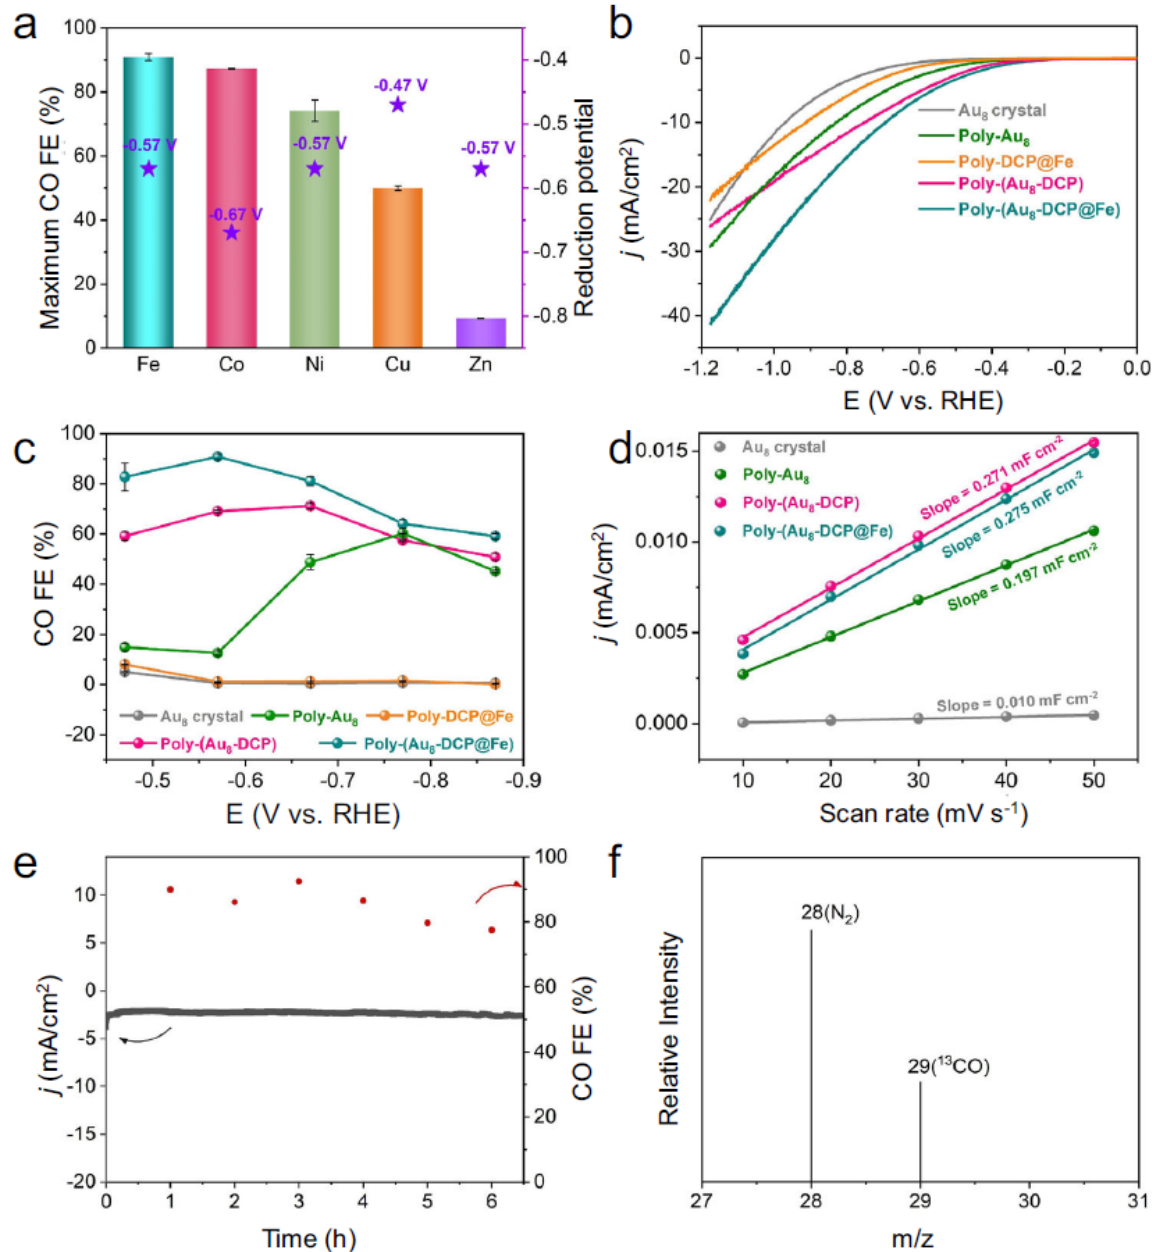 a
100
80
60
40
20
0
Maximum CO FE (%)
-0.57 V
-0.67 V
-0.57 V
-0.47 V
-0.57 V
-0.4
-0.5
-0.6
-0.7
-0.8
Reduction potential
Fe Co Ni Cu Zn
b
0
-10
-20
-30
-40
j (mA/cm²)
Au₈ crystal
Poly-Au₈
Poly-DCP@Fe
Poly-(Au₈-DCP)
Poly-(Au₈-DCP@Fe)
-1.2 -1.0 -0.8 -0.6 -0.4 -0.2 0.0
E (V vs. RHE)
c
100
80
60
40
20
0
-20
CO FE (%)
Au₈ crystal Poly-Au₈ Poly-DCP@Fe
Poly-(Au₈-DCP) Poly-(Au₈-DCP@Fe)
-0.5 -0.6 -0.7 -0.8 -0.9
E (V vs. RHE)
d
0.015
0.010
0.005
0.000
j (mA/cm²)
Au₈ crystal
Poly-Au₈
Poly-(Au₈-DCP)
Poly-(Au₈-DCP@Fe)
Slope = 0.271 mF cm⁻²
Slope = 0.275 mF cm⁻²
Slope = 0.197 mF cm⁻²
Slope = 0.010 mF cm⁻²
10 20 30 40 50
Scan rate (mV s⁻¹)
e
10
5
0
-5
-10
-15
-20
j (mA/cm²)
100
80
60
40
20
0
CO FE (%)
0 1 2 3 4 5 6
Time (h)
f
Relative Intensity
28(N₂)
29(¹³CO)
27 28 29 30 31
m/z